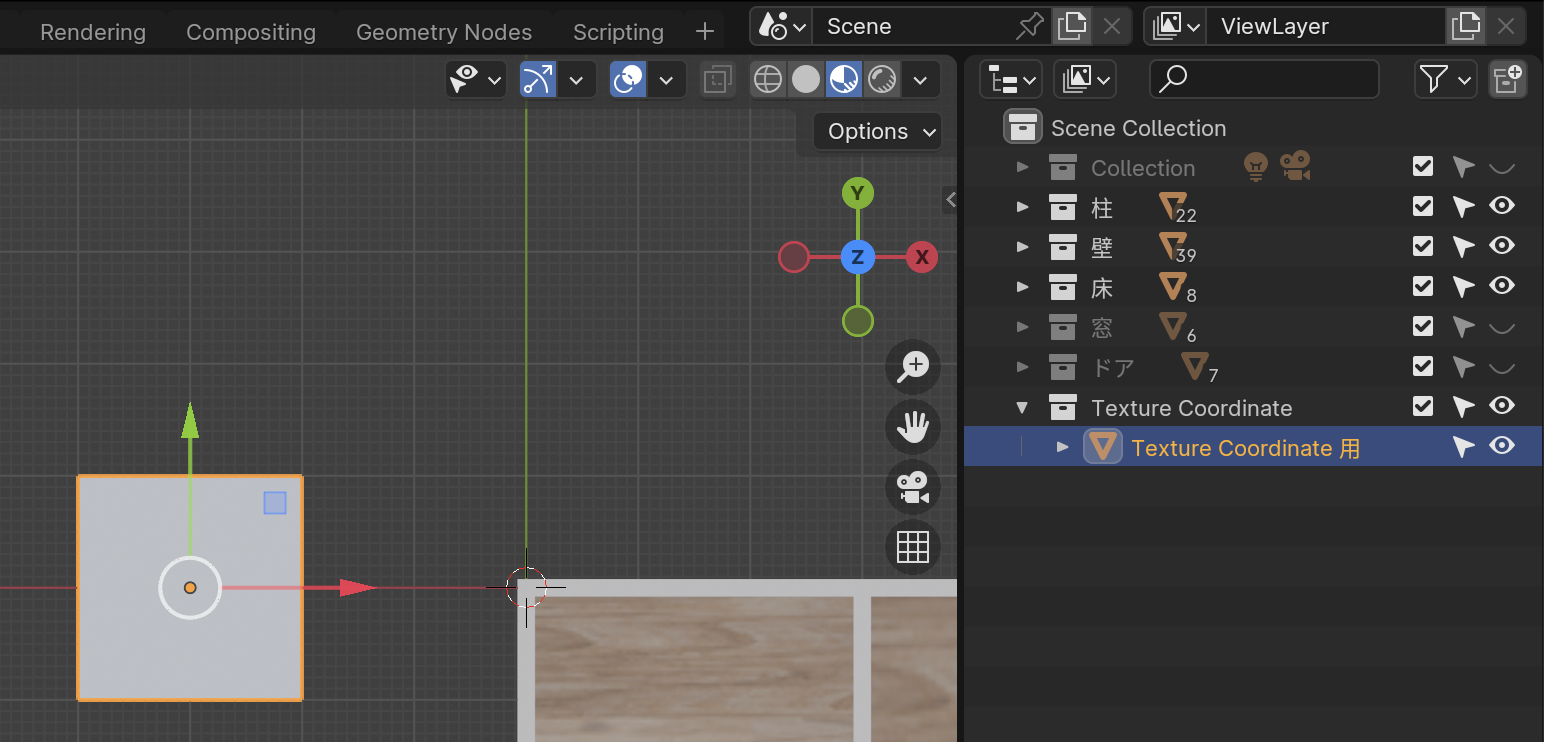 Rendering Compositing Geometry Nodes Scripting + Scene ViewLayer
Options
Y
X
Z
Scene Collection
Collection
柱 22
壁 39
床 8
窓 6
ドア 7
Texture Coordinate
Texture Coordinate 用